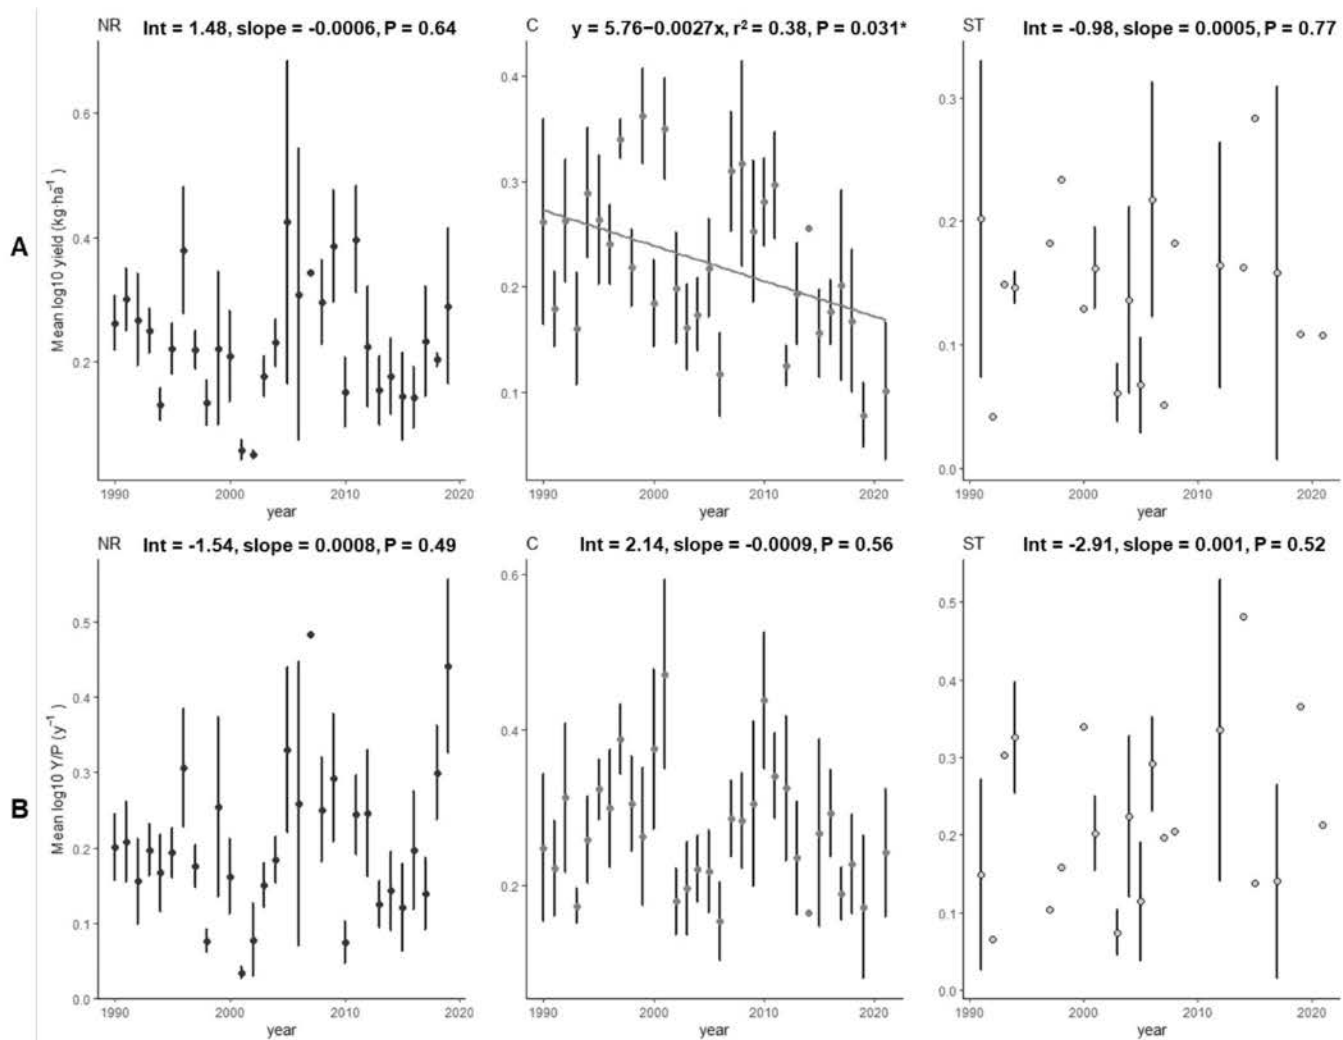 NR Int = 1.48, slope = -0.0006, P = 0.64
C y = 5.76−0.0027x, r² = 0.38, P = 0.031*
ST Int = -0.98, slope = 0.0005, P = 0.77
A
Mean log10 yield (kg·ha⁻¹)
0.6
0.4
0.2
1990 2000 2010 2020
year
0.4
0.3
0.2
0.1
1990 2000 2010 2020
year
0.3
0.2
0.1
0.0
1990 2000 2010 2020
year
NR Int = -1.54, slope = 0.0008, P = 0.49
C Int = 2.14, slope = -0.0009, P = 0.56
ST Int = -2.91, slope = 0.001, P = 0.52
B
Mean log10 Y/P (y⁻¹)
0.5
0.4
0.3
0.2
0.1
0.0
1990 2000 2010 2020
year
0.6
0.4
0.2
1990 2000 2010 2020
year
0.5
0.4
0.3
0.2
0.1
0.0
1990 2000 2010 2020
year